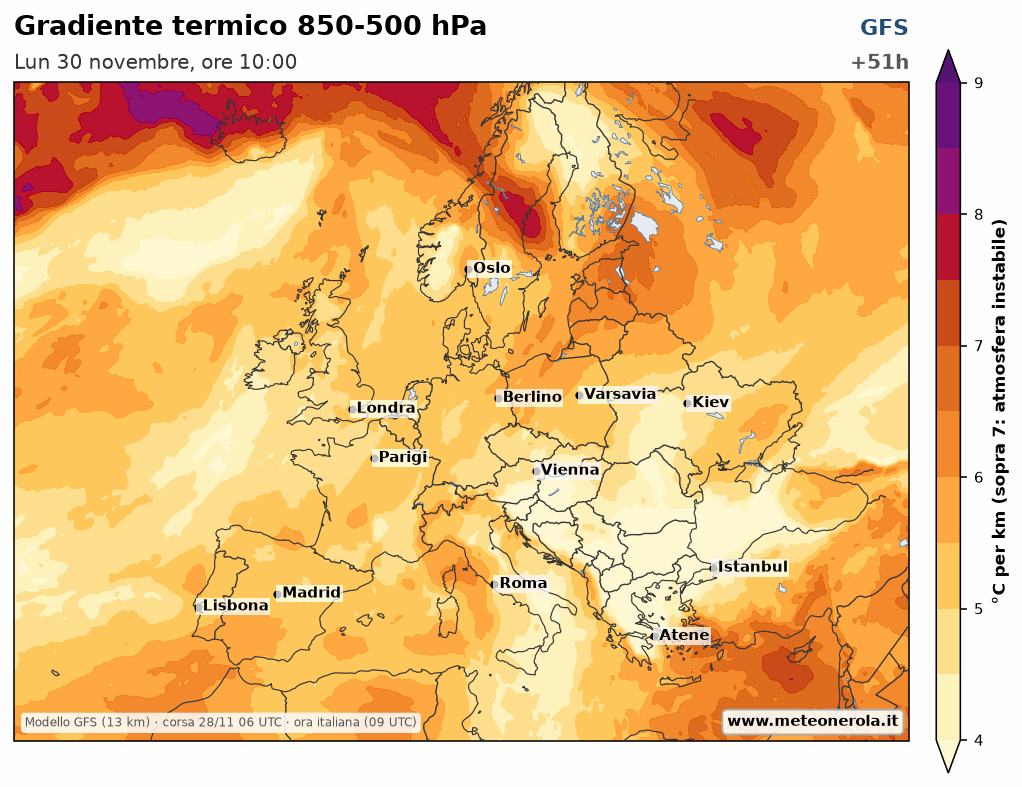 Gradiente termico 850-500 hPa
GFS
Lun 30 novembre, ore 10:00
+51h
Oslo
Londra
Berlino
Varsavia
Kiev
Parigi
Vienna
Istanbul
Roma
Madrid
Lisbona
Atene
Modello GFS (13 km) · corsa 28/11 06 UTC · ora italiana (09 UTC)
www.meteonerola.it
9
8
7
6
5
4
°C per km (sopra 7: atmosfera instabile)